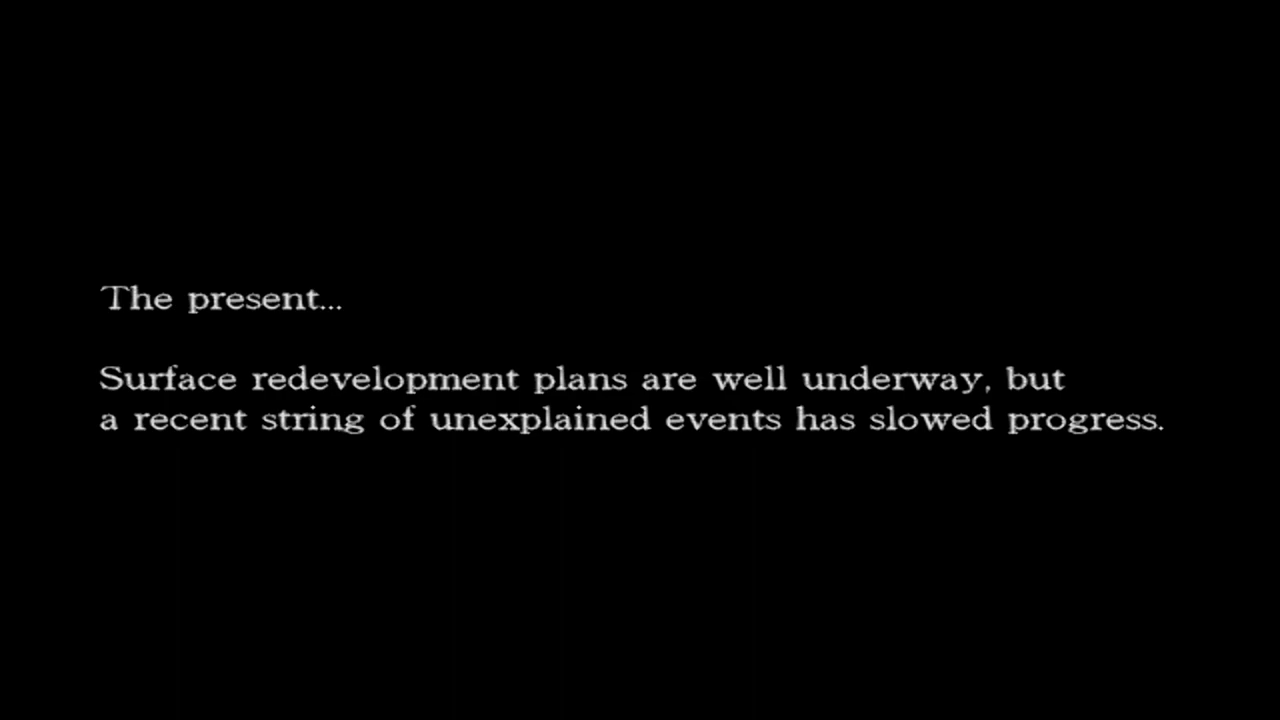 The present...
Surface redevelopment plans are well underway, but
a recent string of unexplained events has slowed progress.